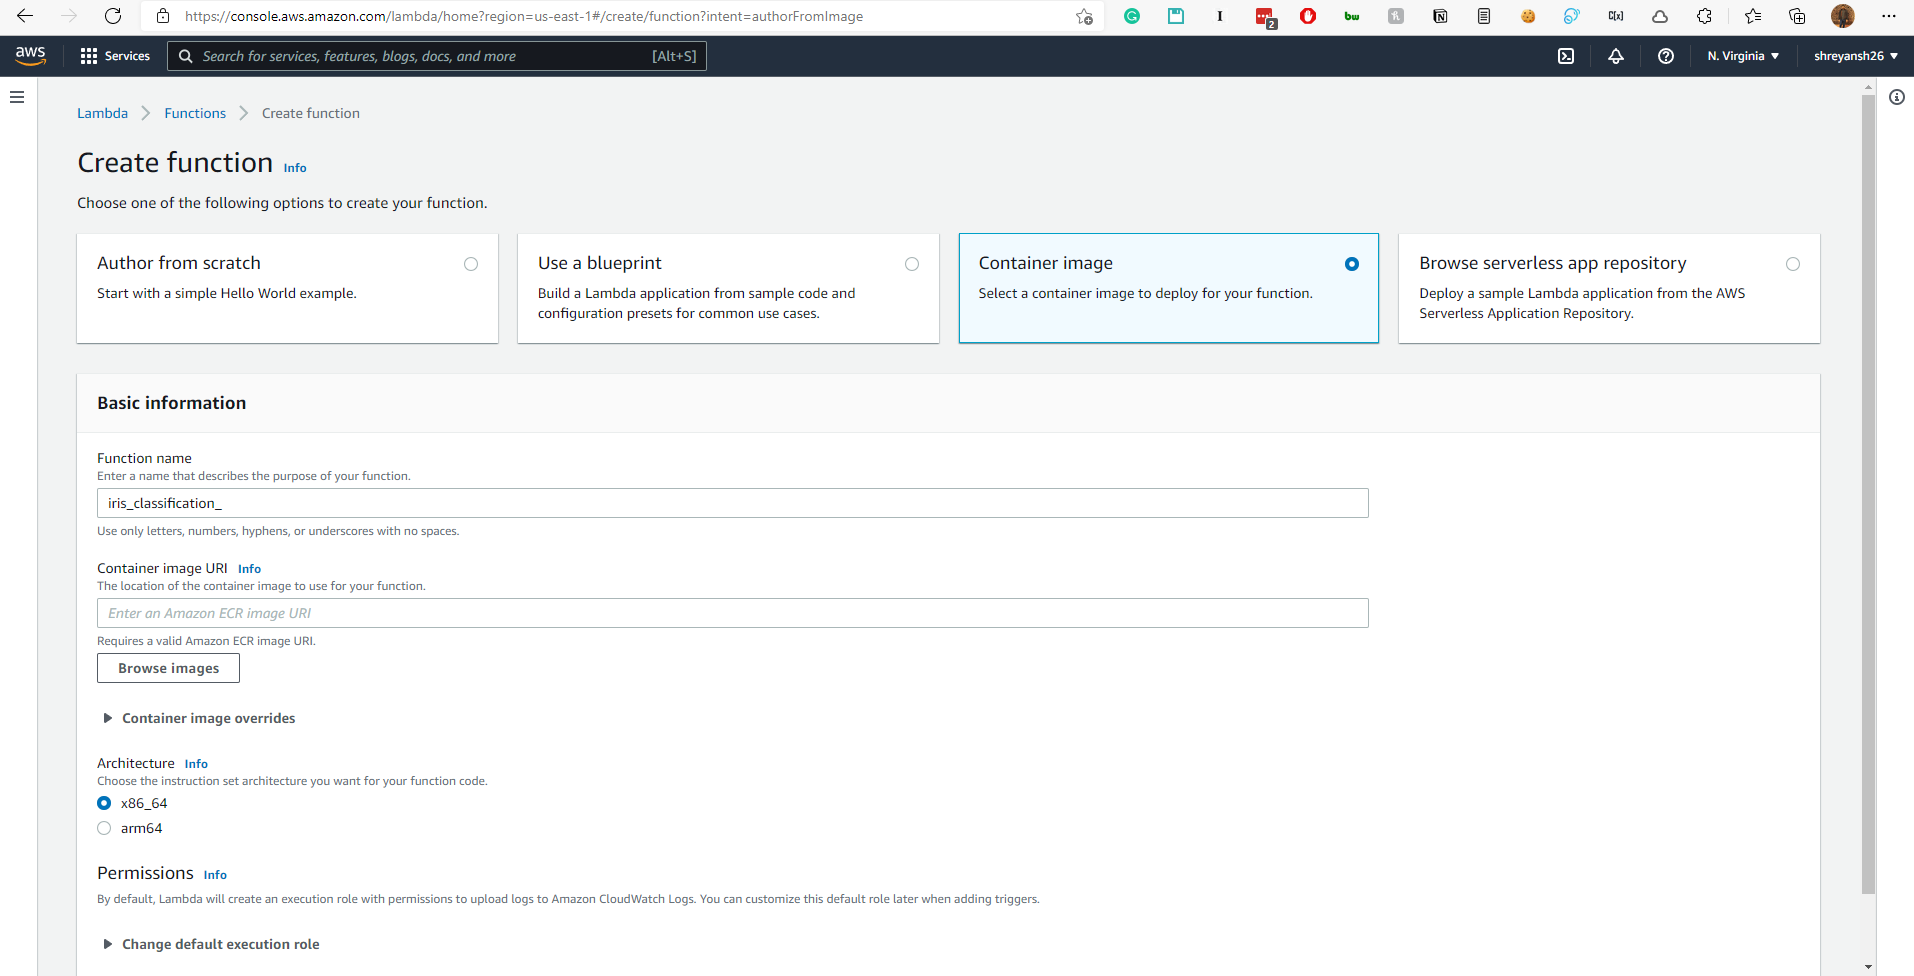 https://console.aws.amazon.com/lambda/home?region=us-east-1#/create/function?intent=authorFromImage
G
I
2
bw
N
C[x]
aws
Services
Search for services, features, blogs, docs, and more
[Alt+S]
N. Virginia
shreyansh26
Lambda
Functions
Create function
Create function
Info
Choose one of the following options to create your function.
Author from scratch
Start with a simple Hello World example.
Use a blueprint
Build a Lambda application from sample code and
configuration presets for common use cases.
Container image
Select a container image to deploy for your function.
Browse serverless app repository
Deploy a sample Lambda application from the AWS
Serverless Application Repository.
Basic information
Function name
Enter a name that describes the purpose of your function.
iris_classification_
Use only letters, numbers, hyphens, or underscores with no spaces.
Container image URI Info
The location of the container image to use for your function.
Enter an Amazon ECR image URI
Requires a valid Amazon ECR image URI.
Browse images
Container image overrides
Architecture Info
Choose the instruction set architecture you want for your function code.
x86_64
arm64
Permissions Info
By default, Lambda will create an execution role with permissions to upload logs to Amazon CloudWatch Logs. You can customize this default role later when adding triggers.
Change default execution role